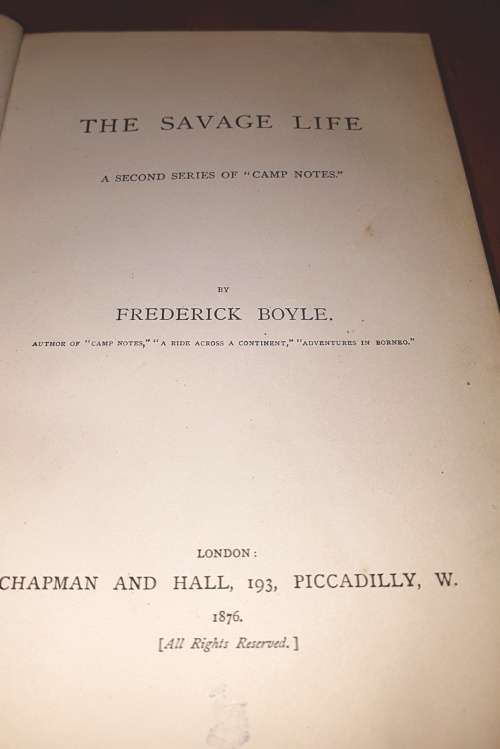 THE SAVAGE LIFE
A SECOND SERIES OF "CAMP NOTES."
BY
FREDERICK BOYLE.
AUTHOR OF "CAMP NOTES," "A RIDE ACROSS A CONTINENT," "ADVENTURES IN BORNEO."
LONDON:
CHAPMAN AND HALL, 193, PICCADILLY, W.
1876.
[All Rights Reserved.]